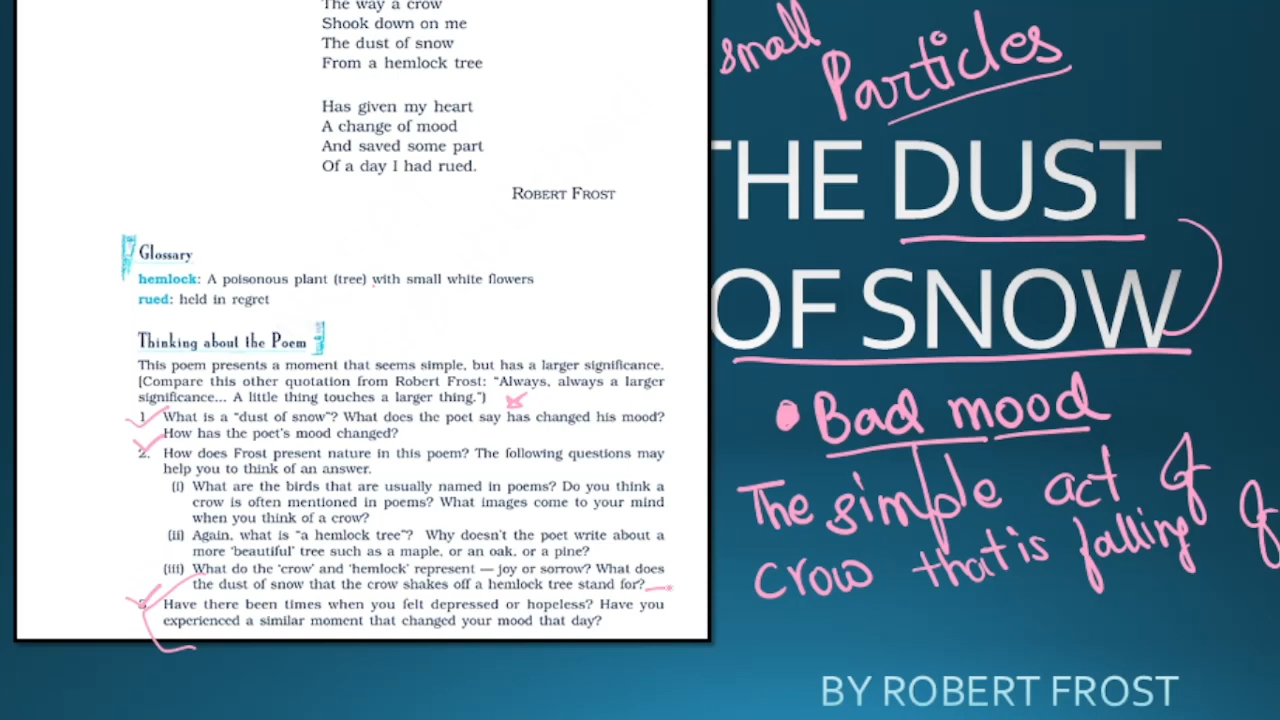 The way a crow
Shook down on me
The dust of snow
From a hemlock tree
Has given my heart
A change of mood
And saved some part
Of a day I had rued.
ROBERT FROST
Glossary
hemlock: A poisonous plant (tree) with small white flowers
rued: held in regret
Thinking about the Poem
This poem presents a moment that seems simple, but has a larger significance.
[Compare this other quotation from Robert Frost: “Always, always a larger
significance... A little thing touches a larger thing.”)
1. What is a “dust of snow”? What does the poet say has changed his mood?
How has the poet’s mood changed?
2. How does Frost present nature in this poem? The following questions may
help you to think of an answer.
(i) What are the birds that are usually named in poems? Do you think a
crow is often mentioned in poems? What images come to your mind
when you think of a crow?
(ii) Again, what is “a hemlock tree”? Why doesn’t the poet write about a
more ‘beautiful’ tree such as a maple, or an oak, or a pine?
(iii) What do the ‘crow’ and ‘hemlock’ represent — joy or sorrow? What does
the dust of snow that the crow shakes off a hemlock tree stand for?
3. Have there been times when you felt depressed or hopeless? Have you
experienced a similar moment that changed your mood that day?
small
Particles
THE DUST
OF SNOW
Bad mood
The simple act of
crow that is falling of
BY ROBERT FROST